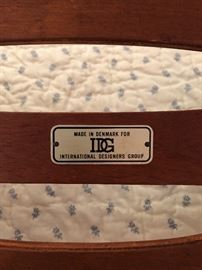 MADE IN DENMARK FOR
IDG
INTERNATIONAL DESIGNERS GROUP